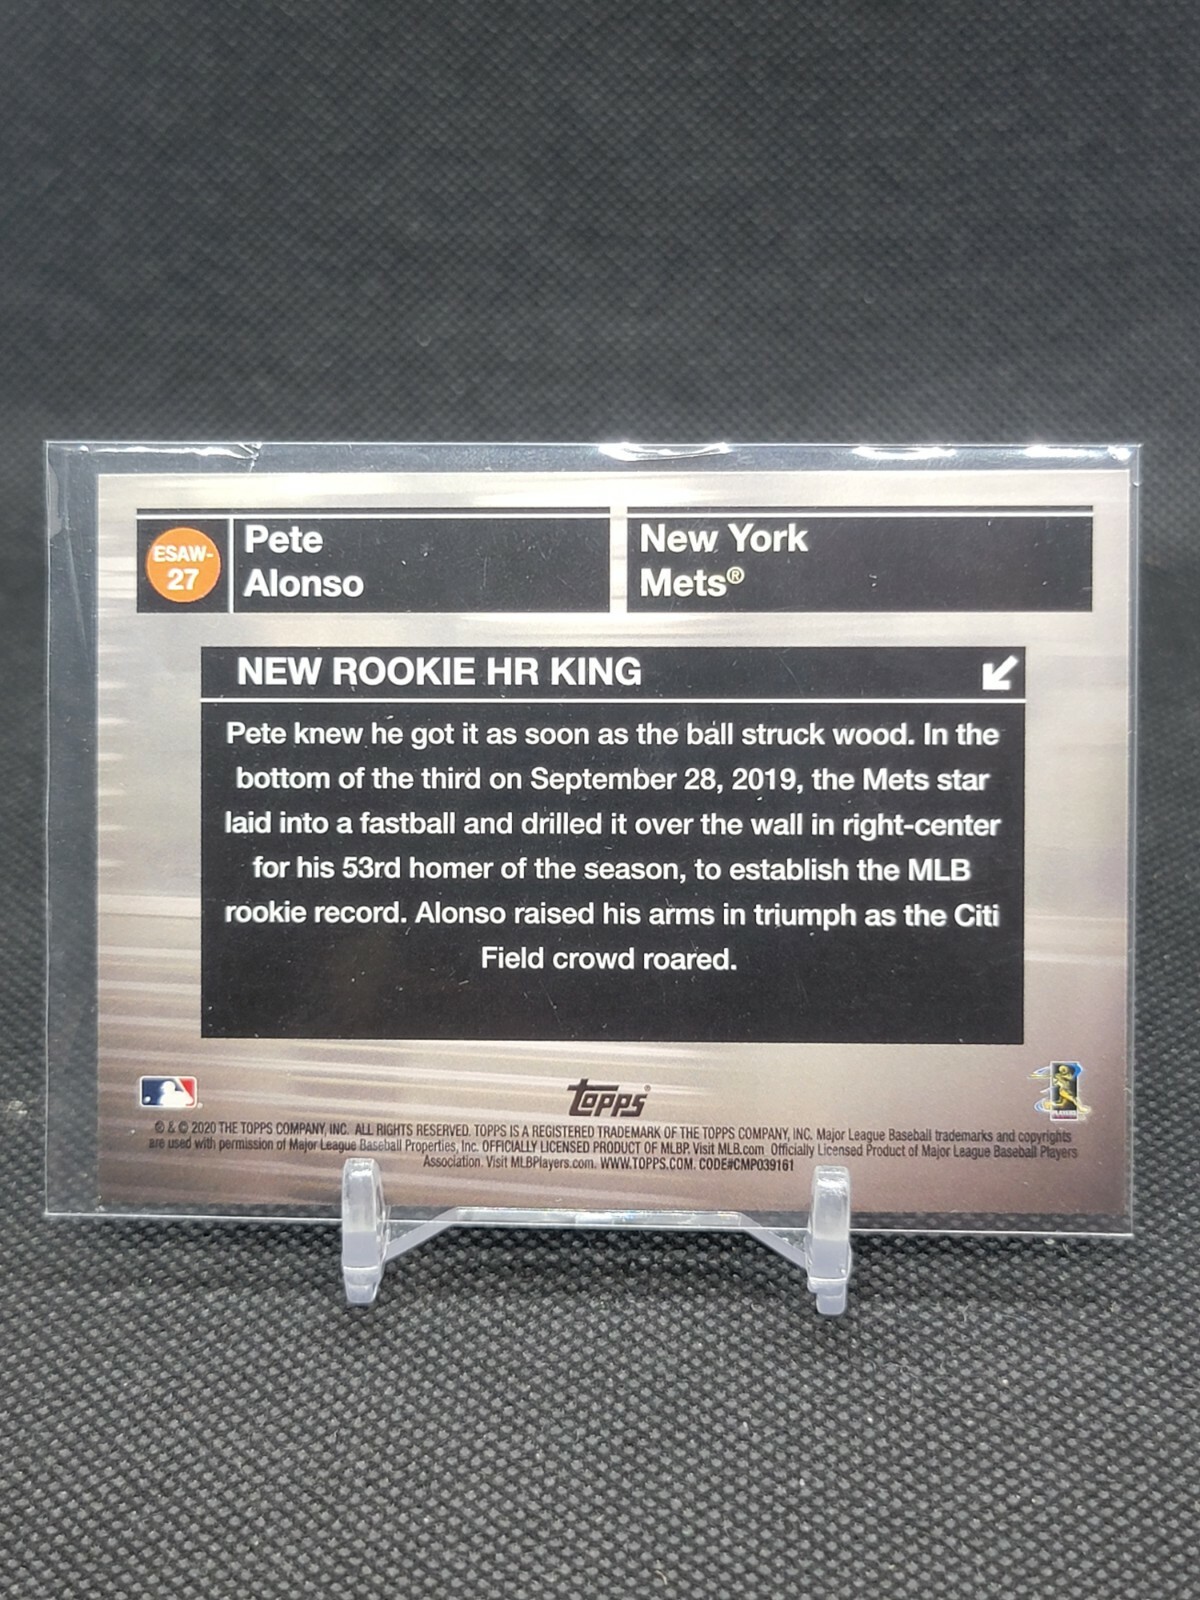 ESAW-
27
Pete
Alonso
New York
Mets®
NEW ROOKIE HR KING
Pete knew he got it as soon as the ball struck wood. In the
bottom of the third on September 28, 2019, the Mets star
laid into a fastball and drilled it over the wall in right-center
for his 53rd homer of the season, to establish the MLB
rookie record. Alonso raised his arms in triumph as the Citi
Field crowd roared.
topps®
PLAYERS
® & © 2020 THE TOPPS COMPANY, INC. ALL RIGHTS RESERVED. TOPPS IS A REGISTERED TRADEMARK OF THE TOPPS COMPANY, INC. Major League Baseball trademarks and copyrights
are used with permission of Major League Baseball Properties, Inc. OFFICIALLY LICENSED PRODUCT OF MLBP. Visit MLB.com Officially Licensed Product of Major League Baseball Players
Association. Visit MLBPlayers.com. WWW.TOPPS.COM. CODE#CMP039161